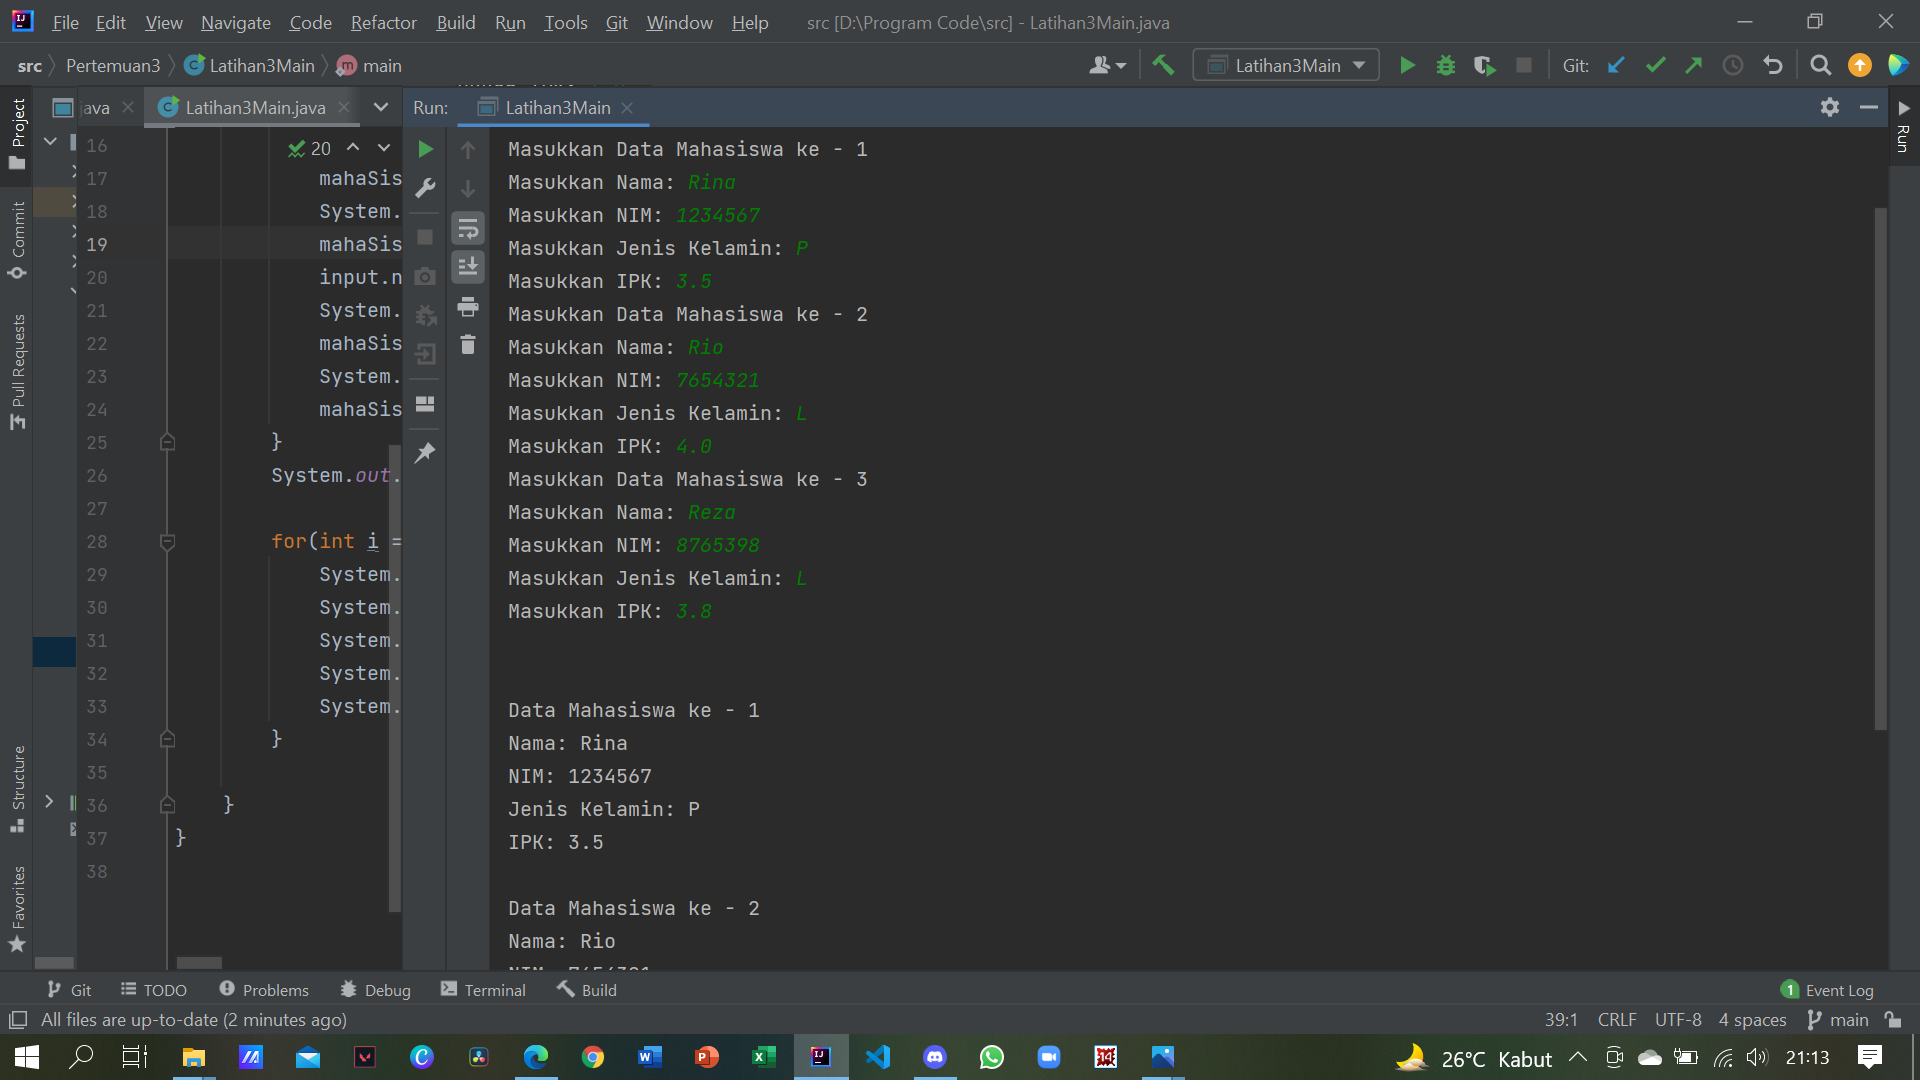 File Edit View Navigate Code Refactor Build Run Tools Git Window Help src [D:\Program Code\src] - Latihan3Main.java
src Pertemuan3 Latihan3Main main
Latihan3Main Git:
Project
Commit
Pull Requests
Structure
Favorites
java Latihan3Main.java
20
16
17 mahaSis
18 System.
19 mahaSis
20 input.n
21 System.
22 mahaSis
23 System.
24 mahaSis
25 }
26 System.out.
27
28 for(int i =
29 System.
30 System.
31 System.
32 System.
33 System.
34 }
35
36 }
37 }
38
Run: Latihan3Main
Masukkan Data Mahasiswa ke - 1
Masukkan Nama: Rina
Masukkan NIM: 1234567
Masukkan Jenis Kelamin: P
Masukkan IPK: 3.5
Masukkan Data Mahasiswa ke - 2
Masukkan Nama: Rio
Masukkan NIM: 7654321
Masukkan Jenis Kelamin: L
Masukkan IPK: 4.0
Masukkan Data Mahasiswa ke - 3
Masukkan Nama: Reza
Masukkan NIM: 8765398
Masukkan Jenis Kelamin: L
Masukkan IPK: 3.8
Data Mahasiswa ke - 1
Nama: Rina
NIM: 1234567
Jenis Kelamin: P
IPK: 3.5
Data Mahasiswa ke - 2
Nama: Rio
NIM: 7654321
Run
Git TODO Problems Debug Terminal Build 1 Event Log
All files are up-to-date (2 minutes ago) 39:1 CRLF UTF-8 4 spaces main
26°C Kabut 21:13